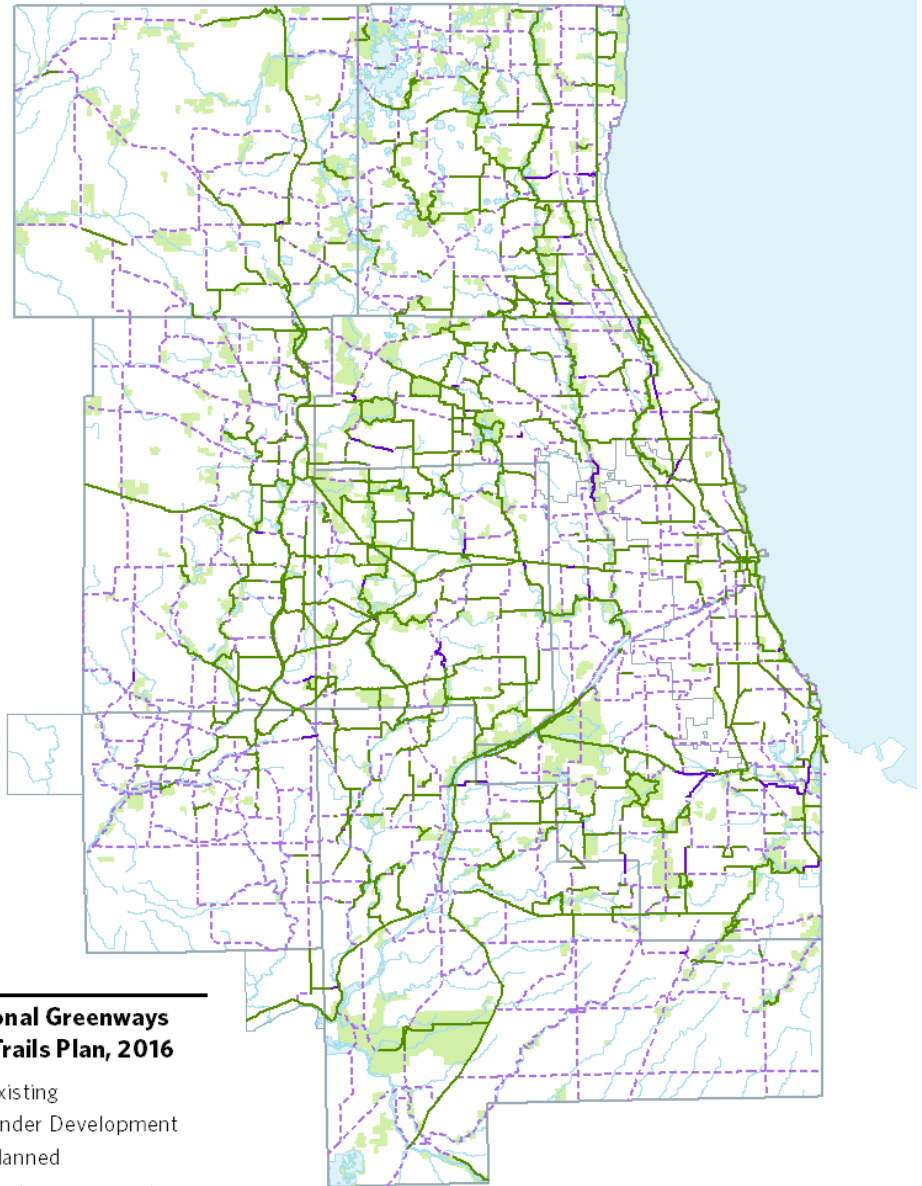 onal Greenways
Trails Plan, 2016
xisting
nder Development
lanned